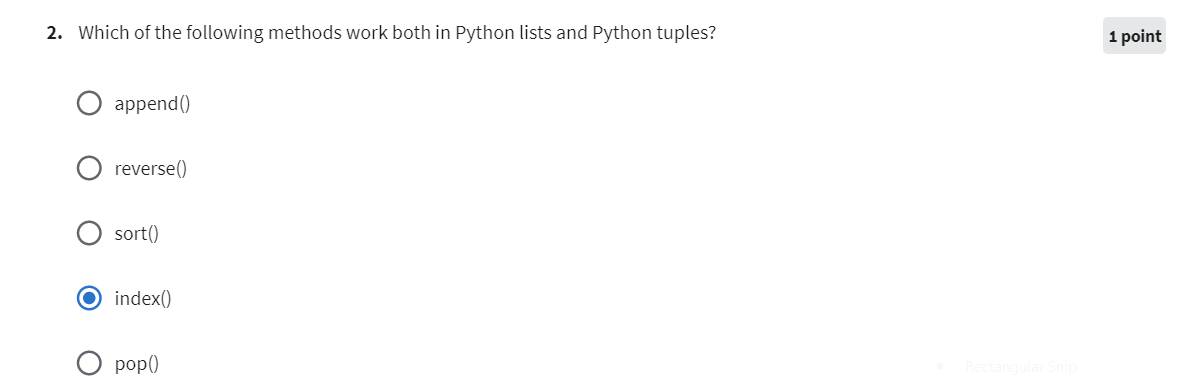 2. Which of the following methods work both in Python lists and Python tuples?
1 point
append()
reverse()
sort()
index()
pop()
Rectangular Snip